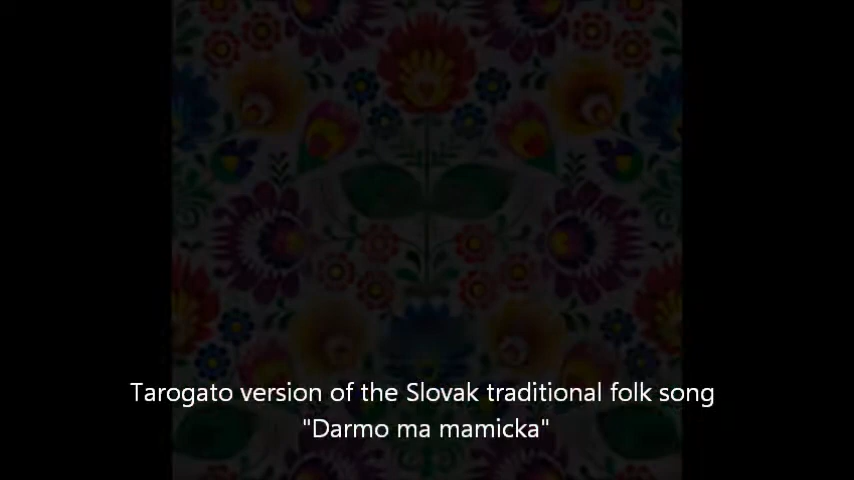 Tarogato version of the Slovak traditional folk song
"Darmo ma mamicka"